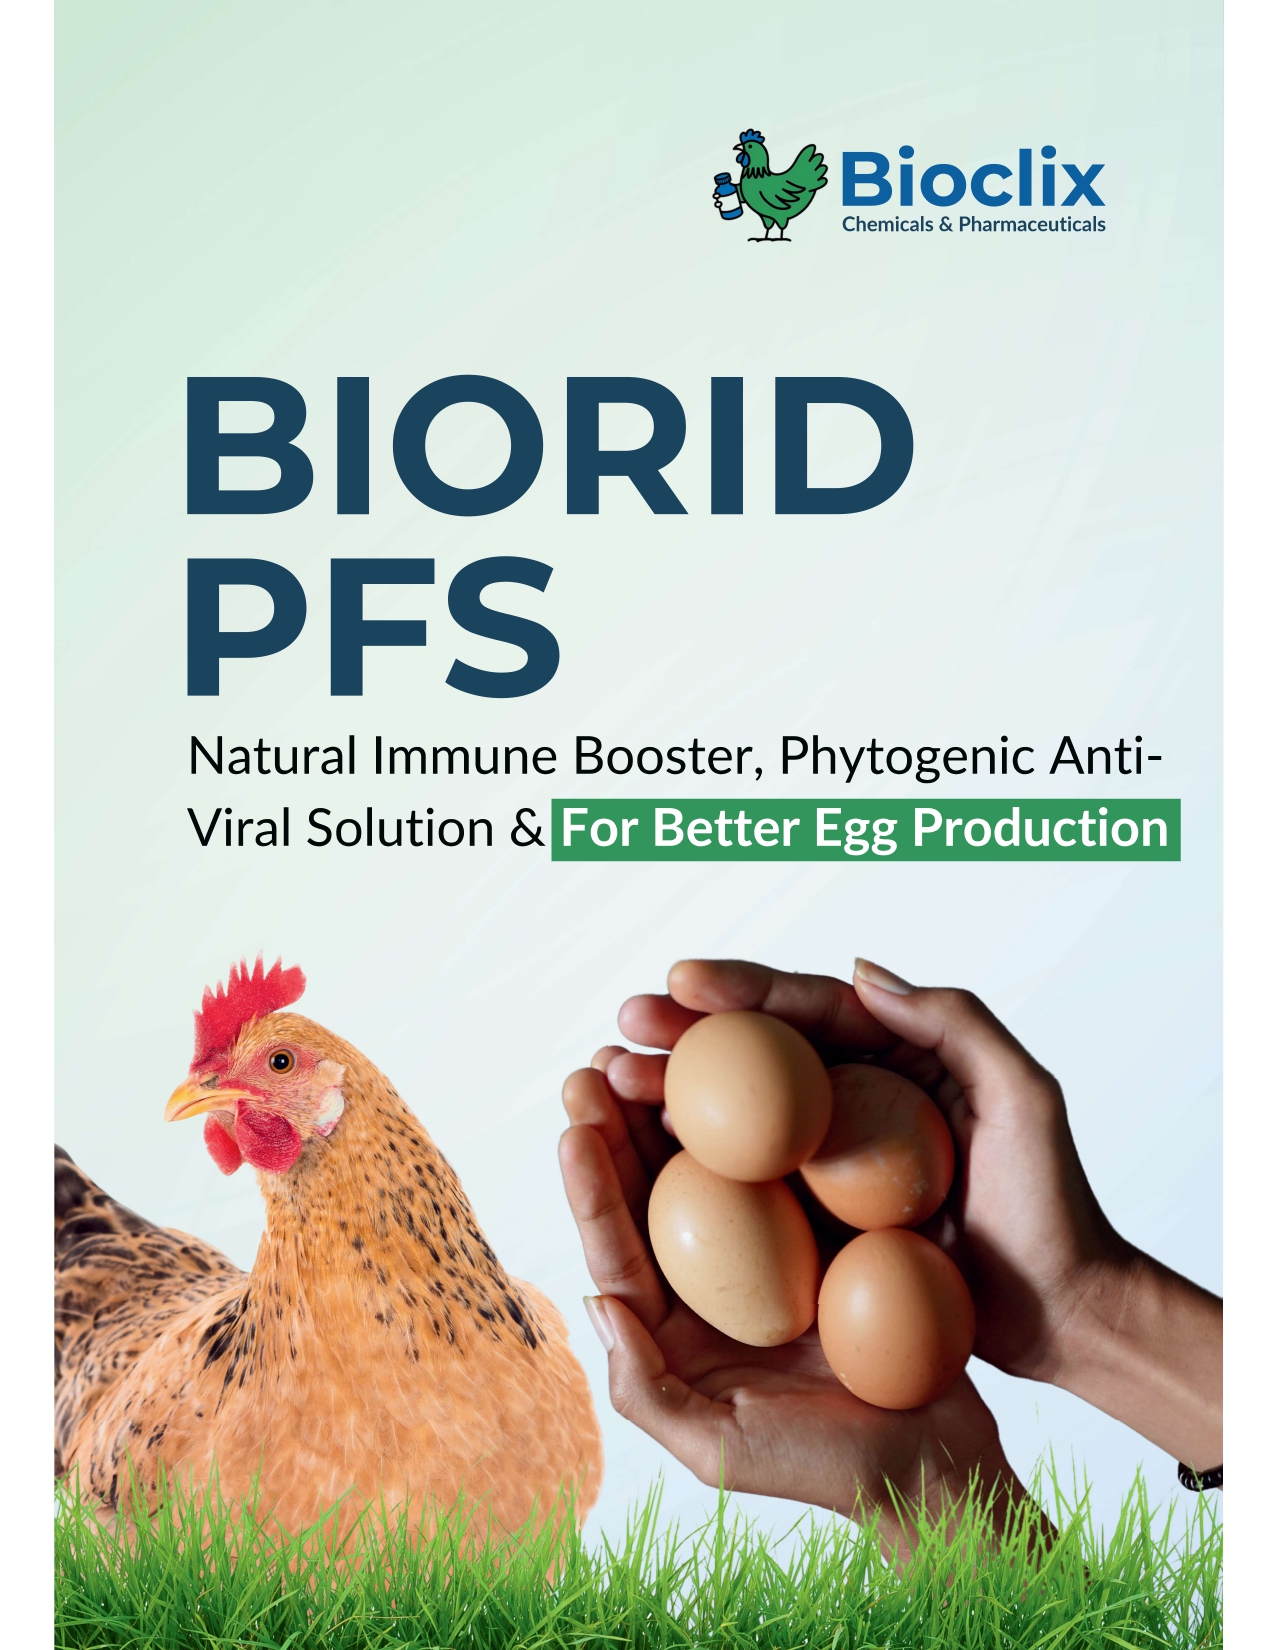 Bioclix
Chemicals & Pharmaceuticals
BIORID
PFS
Natural Immune Booster, Phytogenic Anti-
Viral Solution & For Better Egg Production